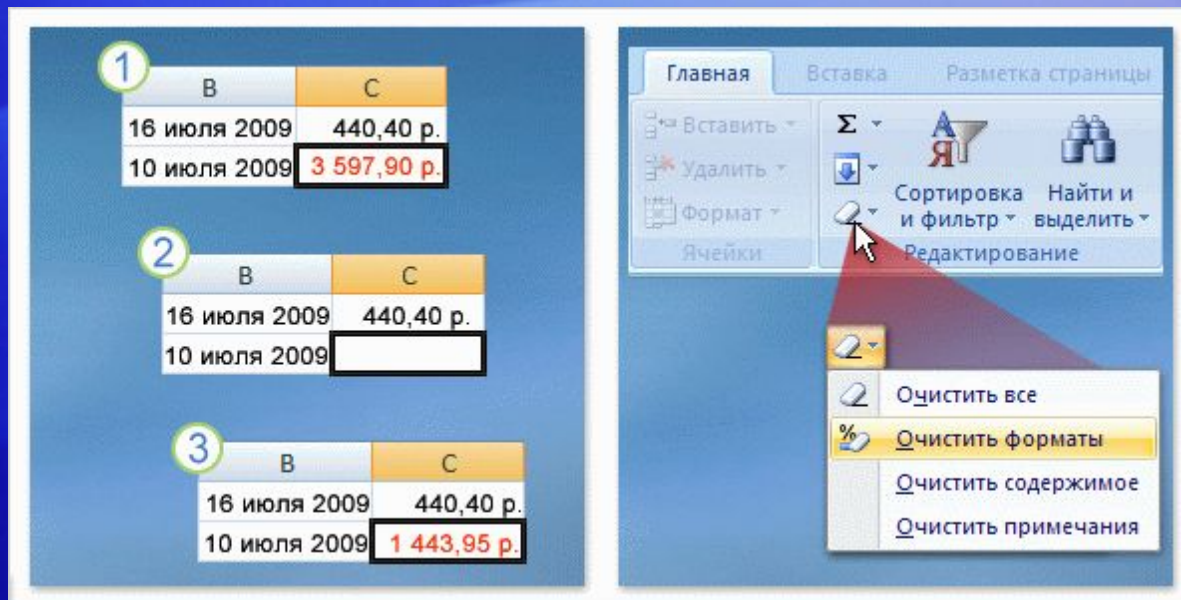 1
B C
16 июля 2009 440,40 р.
10 июля 2009 3 597,90 р.
2
B C
16 июля 2009 440,40 р.
10 июля 2009
3
B C
16 июля 2009 440,40 р.
10 июля 2009 1 443,95 р.
Главная Вставка Разметка страницы
Вставить
Удалить
Формат
Ячейки
Σ
А
Я
Сортировка
и фильтр
Найти и
выделить
Редактирование
Очистить все
% Очистить форматы
Очистить содержимое
Очистить примечания